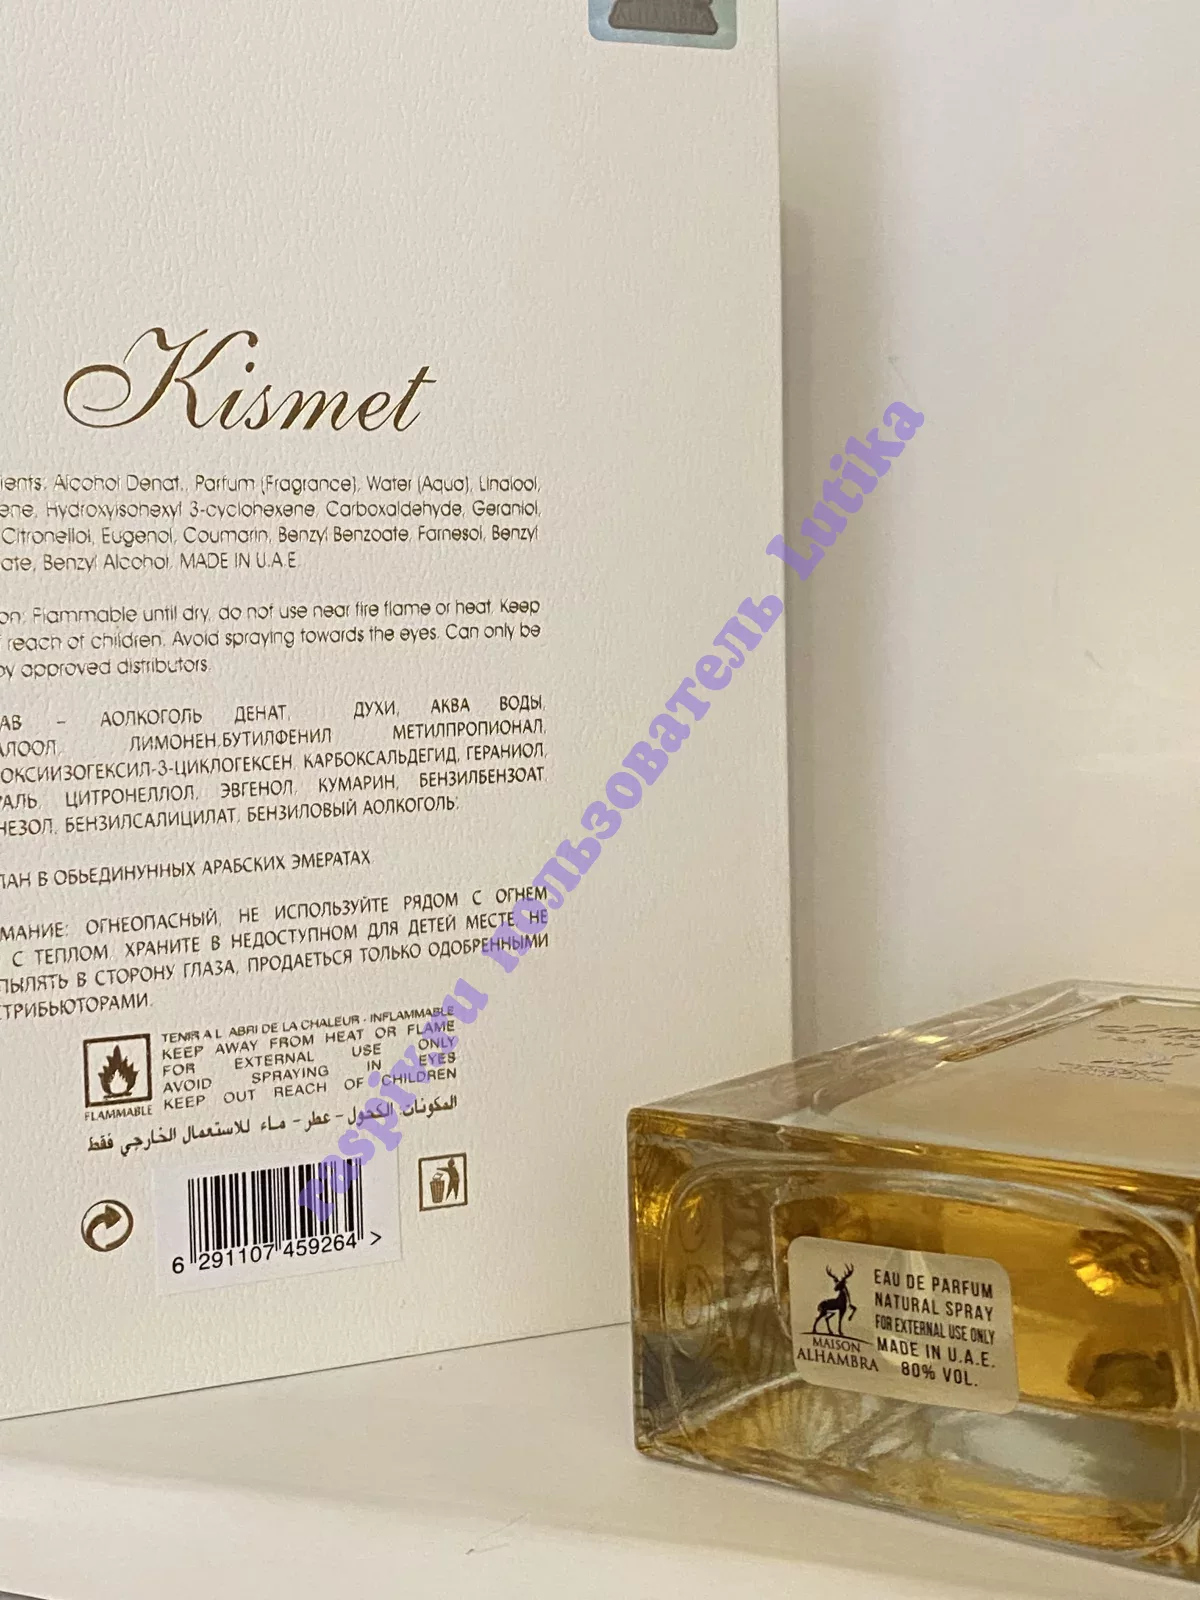 ALHAMBRA
Kismet
ients: Alcohol Denat., Parfum (Fragrance), Water (Aqua), Linalool,
ene, Hydroxyisohexyl 3-cyclohexene, Carboxaldehyde, Geraniol,
Citronellol, Eugenol, Coumarin, Benzyl Benzoate, Farnesol, Benzyl
ate, Benzyl Alcohol, MADE IN U.A.E.
on: Flammable until dry, do not use near fire flame or heat, Keep
reach of children. Avoid spraying towards the eyes. Can only be
by approved distributors.
АВ – АОЛКОГОЛЬ ДЕНАТ, ДУХИ, АКВА ВОДЫ,
АЛООЛ, ЛИМОНЕН.БУТИЛФЕНИЛ МЕТИЛПРОПИОНАЛ,
ОКСИИЗОГЕКСИЛ-3-ЦИКЛОГЕКСЕН, КАРБОКСАЛЬДЕГИД, ГЕРАНИОЛ,
РАЛЬ, ЦИТРОНЕЛЛОЛ, ЭВГЕНОЛ, КУМАРИН, БЕНЗИЛБЕНЗОАТ,
НЕЗОЛ, БЕНЗИЛСАЛИЦИЛАТ, БЕНЗИЛОВЫЙ АОЛКОГОЛЬ;
ЛАН В ОБЬЕДИНУННЫХ АРАБСКИХ ЭМЕРАТАХ
МАНИЕ: ОГНЕОПАСНЫЙ, НЕ ИСПОЛЬЗУЙТЕ РЯДОМ С ОГНЕМ
С ТЕПЛОМ, ХРАНИТЕ В НЕДОСТУПНОМ ДЛЯ ДЕТЕЙ МЕСТЕ, НЕ
ПЫЛЯТЬ В СТОРОНУ ГЛАЗА, ПРОДАЕТЬСЯ ТОЛЬКО ОДОБРЕННЫМИ
СТРИБЬЮТОРАМИ.
TENIR A L ABRI DE LA CHALEUR - INFLAMMABLE
KEEP AWAY FROM HEAT OR FLAME
FOR EXTERNAL USE ONLY
AVOID SPRAYING IN EYES
KEEP OUT REACH OF CHILDREN
FLAMMABLE
المكونات: الكحول - عطر - ماء للاستعمال الخارجي فقط
6 291107 459264 >
EAU DE PARFUM
NATURAL SPRAY
FOR EXTERNAL USE ONLY
MADE IN U.A.E.
80% VOL.
MAISON
ALHAMBRA
raspiv.ru пользователь Lutika